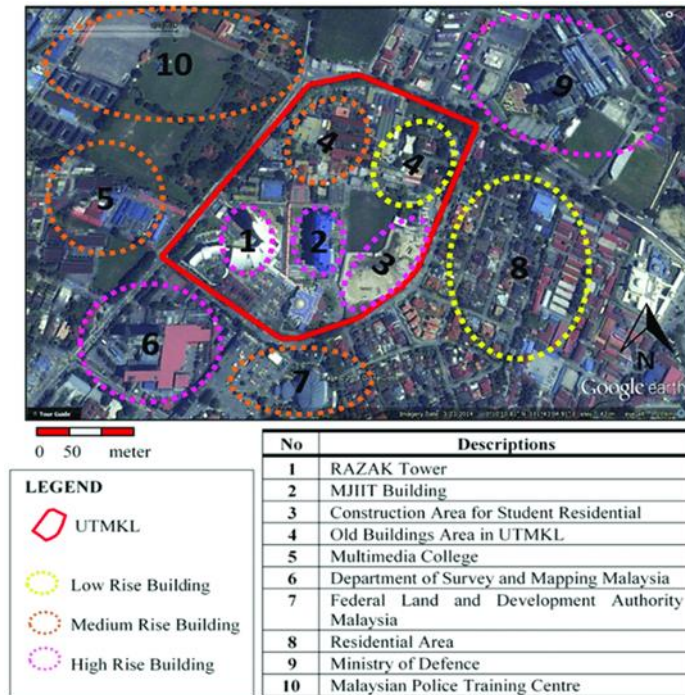 10
9
4
4
5
1
2
3
8
6
7
N
Google earth
Tour Guide
0 50 meter
LEGEND
UTMKL
Low Rise Building
Medium Rise Building
High Rise Building
No Descriptions
1 RAZAK Tower
2 MJIIT Building
3 Construction Area for Student Residential
4 Old Buildings Area in UTMKL
5 Multimedia College
6 Department of Survey and Mapping Malaysia
7 Federal Land and Development Authority
Malaysia
8 Residential Area
9 Ministry of Defence
10 Malaysian Police Training Centre